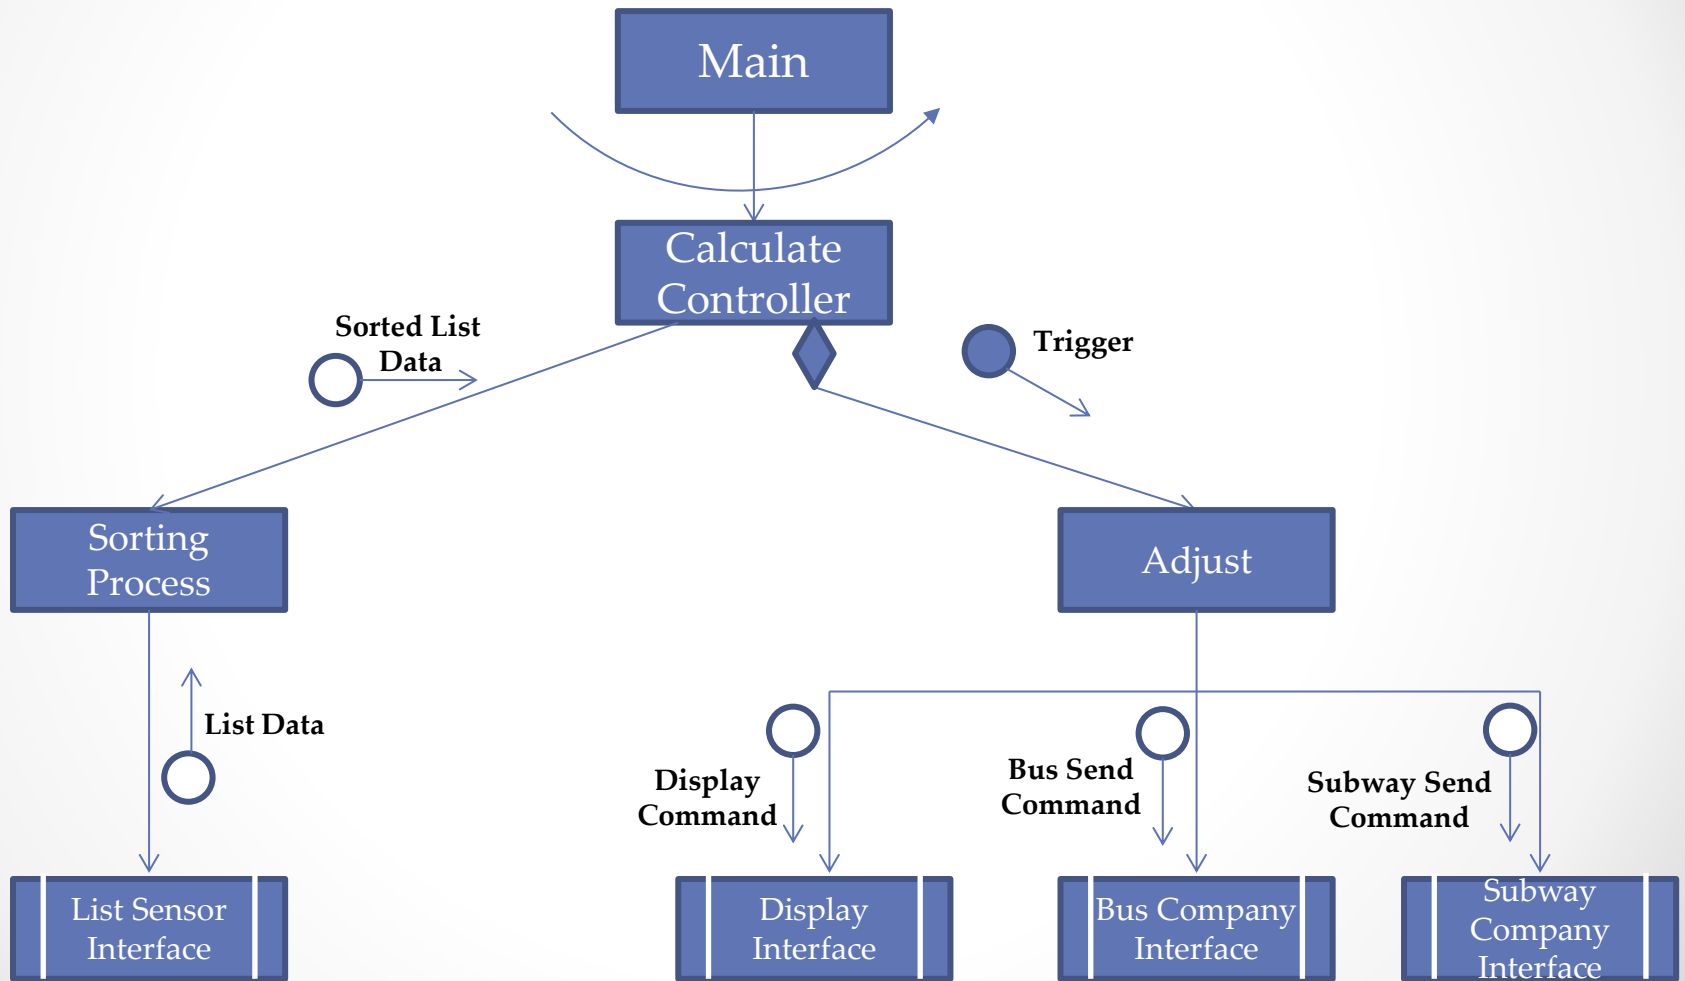 Main
Calculate
Controller
Sorted List
Data
Trigger
Sorting
Process
Adjust
List Data
Display
Command
Bus Send
Command
Subway Send
Command
List Sensor
Interface
Display
Interface
Bus Company
Interface
Subway
Company
Interface